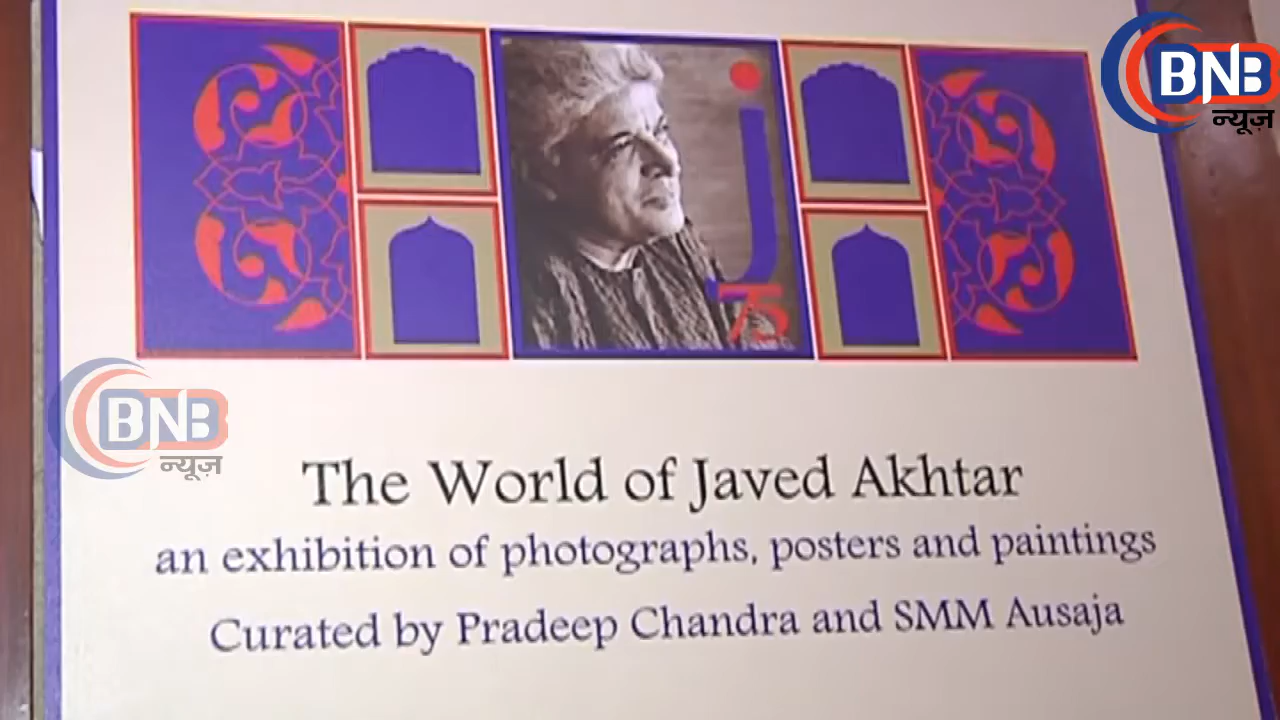 BNB
न्यूज़
j
75
BNB
न्यूज़
The World of Javed Akhtar
an exhibition of photographs, posters and paintings
Curated by Pradeep Chandra and SMM Ausaja